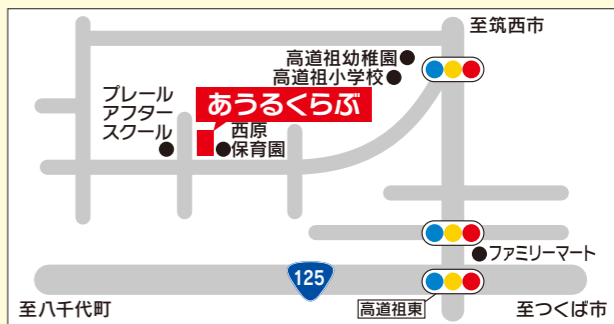 至筑西市
高道祖幼稚園
高道祖小学校
プレール
アフター
スクール
あうるくらぶ
西原
保育園
ファミリーマート
125
高道祖東
至八千代町
至つくば市